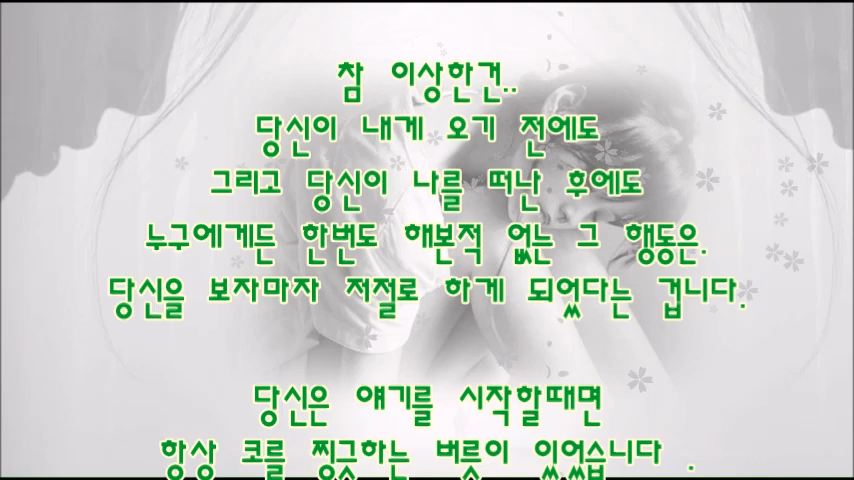 참 이상한건..
당신이 내게 오기 전에도
그리고 당신이 나를 떠난 후에도
누구에게든 한번도 해본적 없는 그 행동은.
당신을 보자마자 저절로 하게 되었다는 겁니다.
당신은 얘기를 시작할때면
항상 코를 찡긋하는 버릇이 있었습니다 .